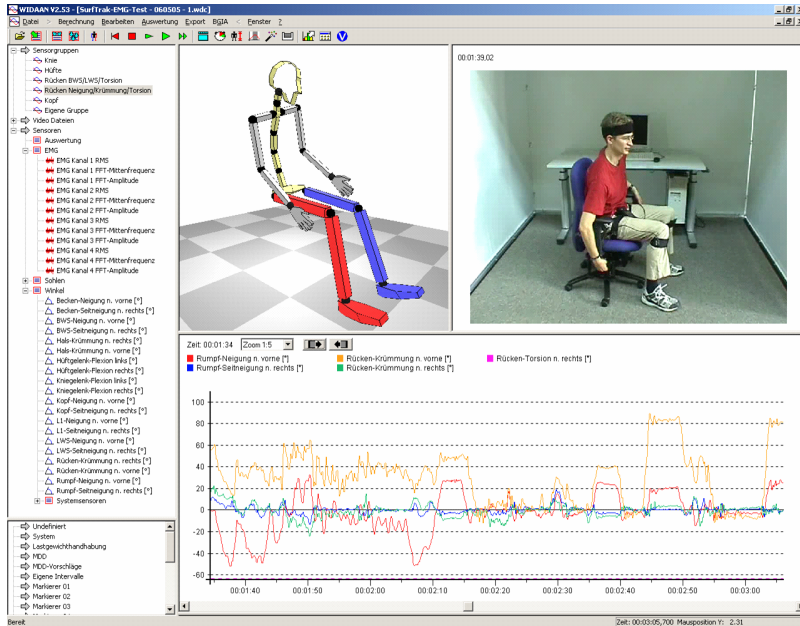 WIDAAN V2.53 - [SurfTrak-EMG-Test - 060505 - 1.wdc]
Datei > Berechnung Bearbeiten Auswertung Export BGIA < Fenster ?
Sensorgruppen
Knie
Hüfte
Rücken BWS/LWS/Torsion
Rücken Neigung/Krümmung/Torsion
Kopf
Eigene Gruppe
Video Dateien
Sensoren
Auswertung
EMG
EMG Kanal 1 RMS
EMG Kanal 1 FFT-Mittenfrequenz
EMG Kanal 1 FFT-Amplitude
EMG Kanal 2 RMS
EMG Kanal 2 FFT-Mittenfrequenz
EMG Kanal 2 FFT-Amplitude
EMG Kanal 3 RMS
EMG Kanal 3 FFT-Mittenfrequenz
EMG Kanal 3 FFT-Amplitude
EMG Kanal 4 RMS
EMG Kanal 4 FFT-Mittenfrequenz
EMG Kanal 4 FFT-Amplitude
Sohlen
Winkel
Becken-Neigung n. vorne [°]
Becken-Seitneigung n. rechts [°]
BWS-Neigung n. vorne [°]
BWS-Seitneigung n. rechts [°]
Hals-Krümmung n. rechts [°]
Hals-Krümmung n. vorne [°]
Hüftgelenk-Flexion links [°]
Hüftgelenk-Flexion rechts [°]
Kniegelenk-Flexion links [°]
Kniegelenk-Flexion rechts [°]
Kopf-Neigung n. vorne [°]
Kopf-Seitneigung n. rechts [°]
L1-Neigung n. vorne [°]
L1-Seitneigung n. rechts [°]
LWS-Neigung n. vorne [°]
LWS-Seitneigung n. rechts [°]
Rücken-Krümmung n. rechts [°]
Rücken-Krümmung n. vorne [°]
Rumpf-Neigung n. vorne [°]
Rumpf-Seitneigung n. rechts [°]
Systemsensoren
Undefiniert
System
Lastgewichthandhabung
MDD
MDD-Vorschläge
Eigene Intervalle
Markierer 01
Markierer 02
Markierer 03
00:01:39,02
Zeit: 00:01:34 Zoom 1:5
Rumpf-Neigung n. vorne [°] Rücken-Krümmung n. vorne [°] Rücken-Torsion n. rechts [°]
Rumpf-Seitneigung n. rechts [°] Rücken-Krümmung n. rechts [°]
100
80
60
40
20
0
-20
-40
-60
00:01:40 00:01:50 00:02:00 00:02:10 00:02:20 00:02:30 00:02:40 00:02:50 00:03:00
Bereit Zeit: 00:03:05,700 Mausposition Y: 2.31